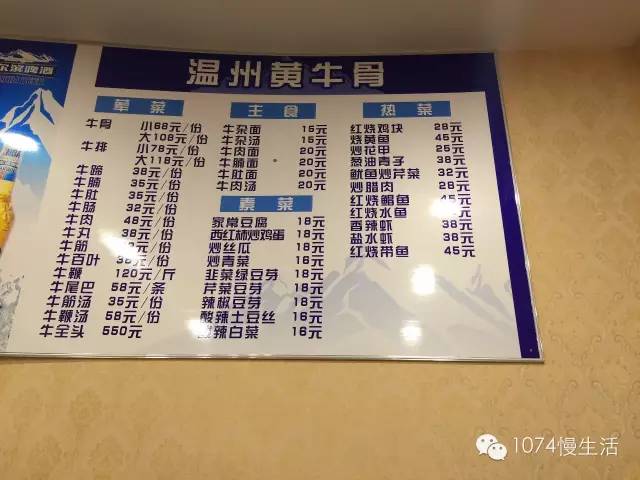 尔滨啤酒
温州黄牛骨
荤菜
牛骨 小68元/份
大108元/份
牛排 小78元/份
大118元/份
牛蹄 38元/份
牛腩 35元/份
牛肚 35元/份
牛肠 32元/份
牛肉 48元/份
牛丸 38元/份
牛筋 元/份
牛百叶 38元/份
牛鞭 120元/斤
牛尾巴 58元/条
牛筋汤 35元/份
牛鞭汤 58元/份
牛全头 550元
主食
牛杂面 15元
牛杂汤 15元
牛肉面 20元
牛腩面 20元
牛肚面 20元
牛肉汤 20元
素菜
家常豆腐 18元
西红柿炒鸡蛋 18元
炒丝瓜 18元
炒青菜 16元
韭菜绿豆芽 18元
芹菜豆芽 18元
辣椒豆芽 18元
酸辣土豆丝 16元
酸辣白菜 16元
热菜
红烧鸡块 28元
烧黄鱼 45元
炒花甲 25元
葱油青子 38元
鱿鱼炒芹菜 32元
炒腊肉 28元
红烧鲳鱼 45元
红烧水鱼
香辣虾 38元
盐水虾 38元
红烧带鱼 45元
1074慢生活